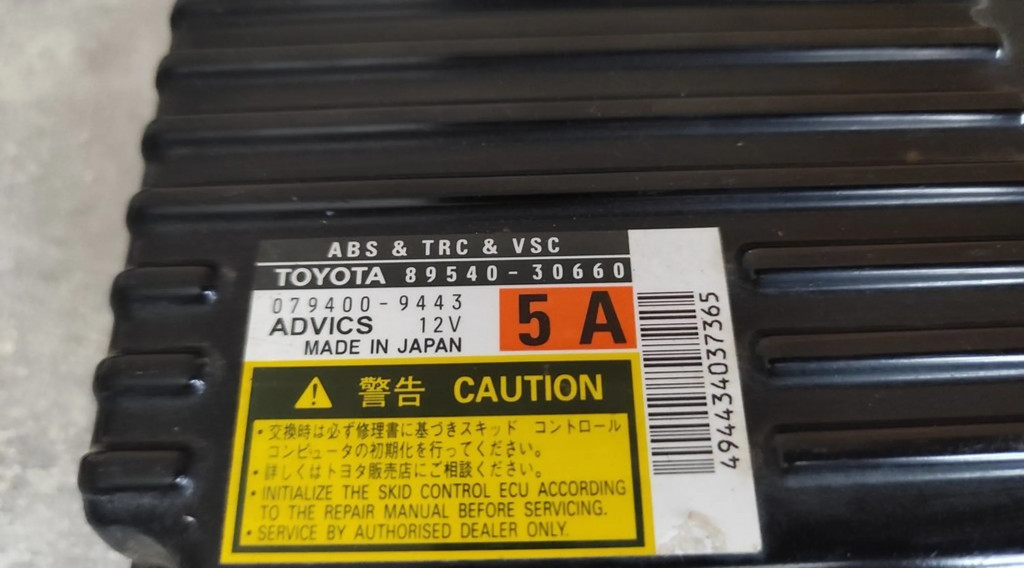 ABS & TRC & VSC
TOYOTA 89540-30660
079400-9443
ADVICS 12V
5 A
MADE IN JAPAN
49443403 7365
警告 CAUTION
・交換時は必ず修理書に基づきスキッド コントロール
コンピュータの初期化を行ってください。
・詳しくはトヨタ販売店にご相談ください。
・INITIALIZE THE SKID CONTROL ECU ACCORDING
TO THE REPAIR MANUAL BEFORE SERVICING.
・SERVICE BY AUTHORISED DEALER ONLY.